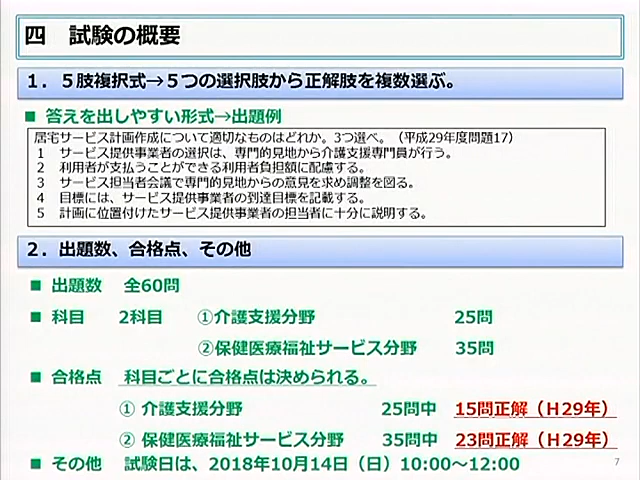 四　試験の概要
１．５肢複択式→５つの選択肢から正解肢を複数選ぶ。
■ 答えを出しやすい形式→出題例
居宅サービス計画作成について適切なものはどれか。3つ選べ。（平成29年度問題17）
1　サービス提供事業者の選択は、専門的見地から介護支援専門員が行う。
2　利用者が支払うことができる利用者負担額に配慮する。
3　サービス担当者会議で専門的見地からの意見を求め調整を図る。
4　目標には、サービス提供事業者の到達目標を記載する。
5　計画に位置付けたサービス提供事業者の担当者に十分に説明する。
２．出題数、合格点、その他
■ 出題数　全60問
■ 科目　2科目　①介護支援分野　25問
②保健医療福祉サービス分野　35問
■ 合格点　科目ごとに合格点は決められる。
① 介護支援分野　25問中　15問正解（Ｈ29年）
② 保健医療福祉サービス分野　35問中　23問正解（Ｈ29年）
■ その他　試験日は、2018年10月14日（日）10:00～12:00
7